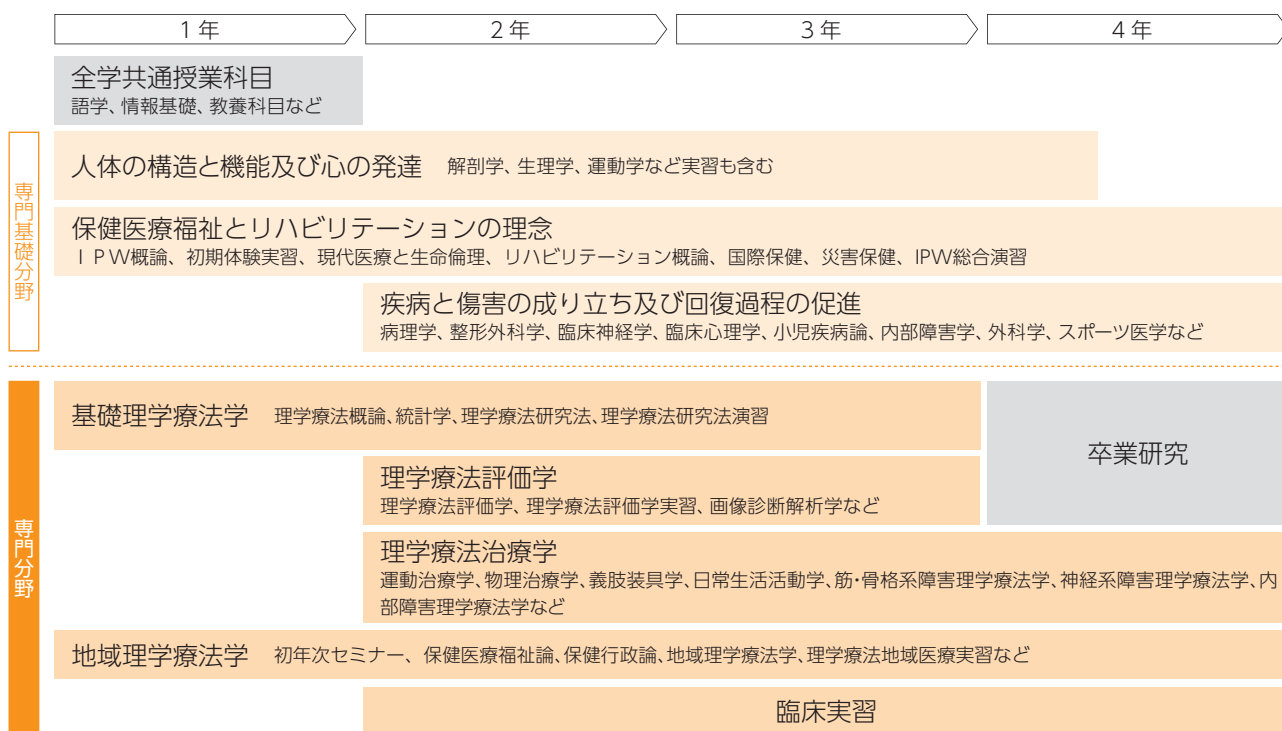 1年
2年
3年
4年
全学共通授業科目
語学、情報基礎、教養科目など
専門基礎分野
人体の構造と機能及び心の発達 解剖学、生理学、運動学など実習も含む
保健医療福祉とリハビリテーションの理念
ＩＰＷ概論、初期体験実習、現代医療と生命倫理、リハビリテーション概論、国際保健、災害保健、IPW総合演習
疾病と傷害の成り立ち及び回復過程の促進
病理学、整形外科学、臨床神経学、臨床心理学、小児疾病論、内部障害学、外科学、スポーツ医学など
専門分野
基礎理学療法学 理学療法概論、統計学、理学療法研究法、理学療法研究法演習
卒業研究
理学療法評価学
理学療法評価学、理学療法評価学実習、画像診断解析学など
理学療法治療学
運動治療学、物理治療学、義肢装具学、日常生活活動学、筋・骨格系障害理学療法学、神経系障害理学療法学、内
部障害理学療法学など
地域理学療法学 初年次セミナー、保健医療福祉論、保健行政論、地域理学療法学、理学療法地域医療実習など
臨床実習